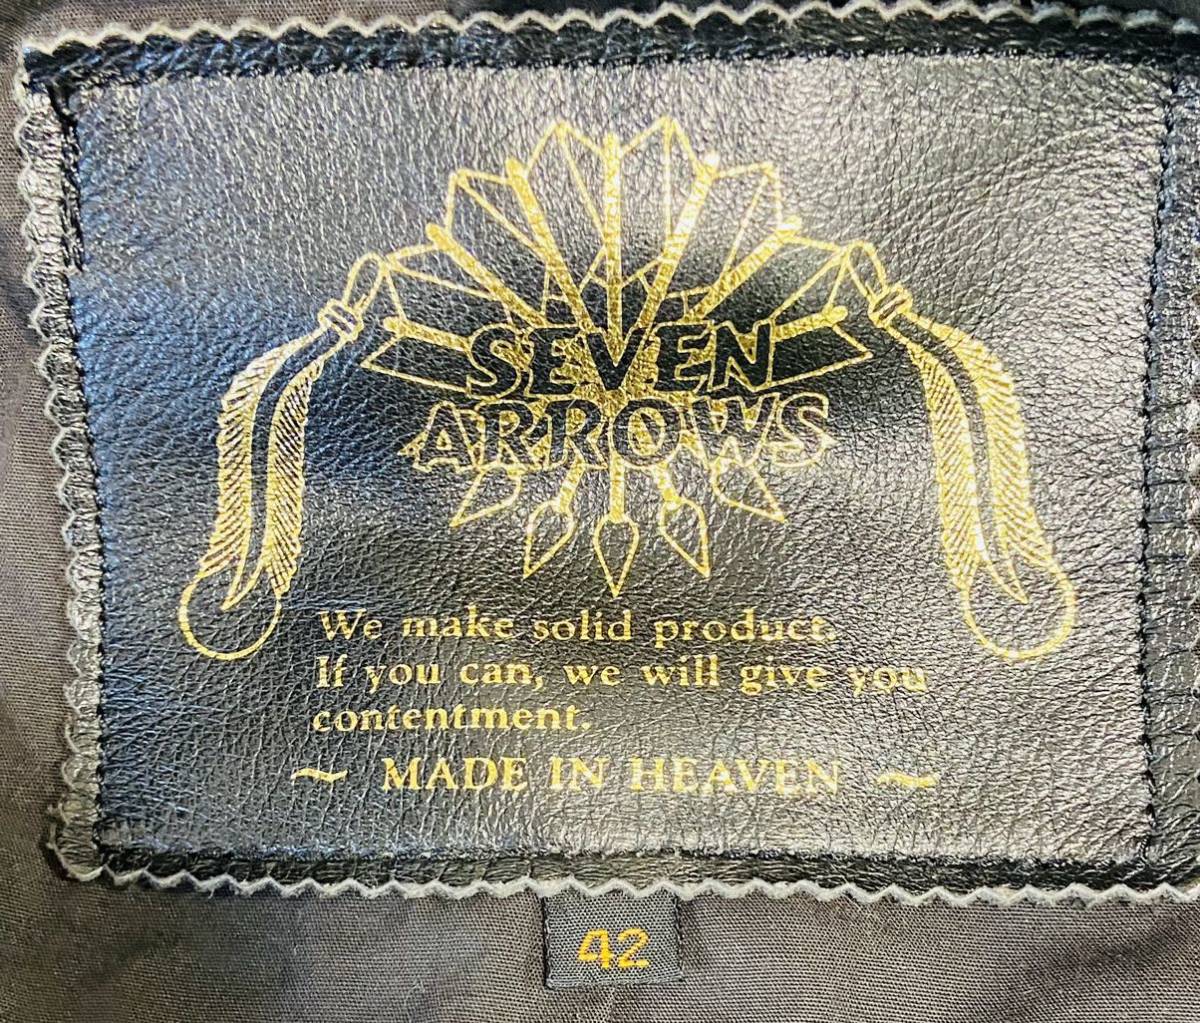 SEVEN
ARROWS
We make solid product.
If you can, we will give you
contentment.
~ MADE IN HEAVEN ~
42